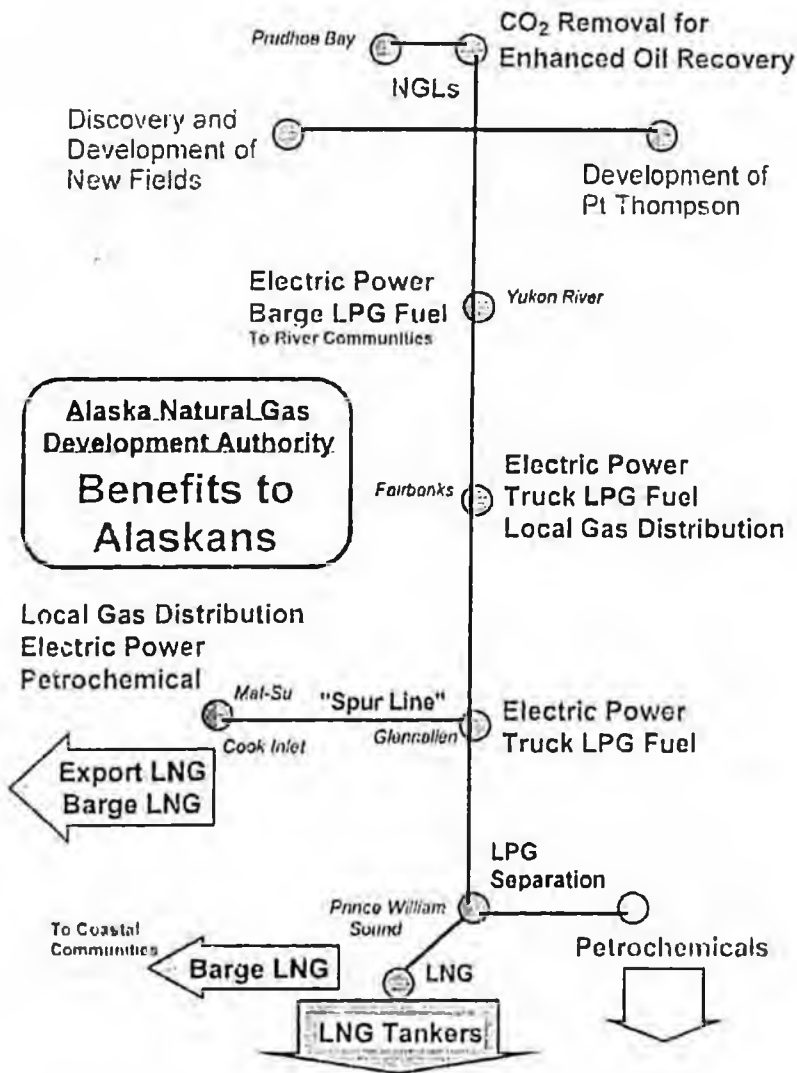 Prudhoe Bay
CO₂ Removal for
Enhanced Oil Recovery
NGLs
Discovery and
Development of
New Fields
Development of
Pt Thompson
Electric Power
Barge LPG Fuel
To River Communities
Yukon River
Alaska Natural Gas
Development Authority
Benefits to
Alaskans
Fairbanks
Electric Power
Truck LPG Fuel
Local Gas Distribution
Local Gas Distribution
Electric Power
Petrochemical
Mat-Su
"Spur Line"
Cook Inlet
Glennallen
Electric Power
Truck LPG Fuel
Export LNG
Barge LNG
LPG
Separation
Prince William
Sound
To Coastal
Communities
Barge LNG
LNG
Petrochemicals
LNG Tankers